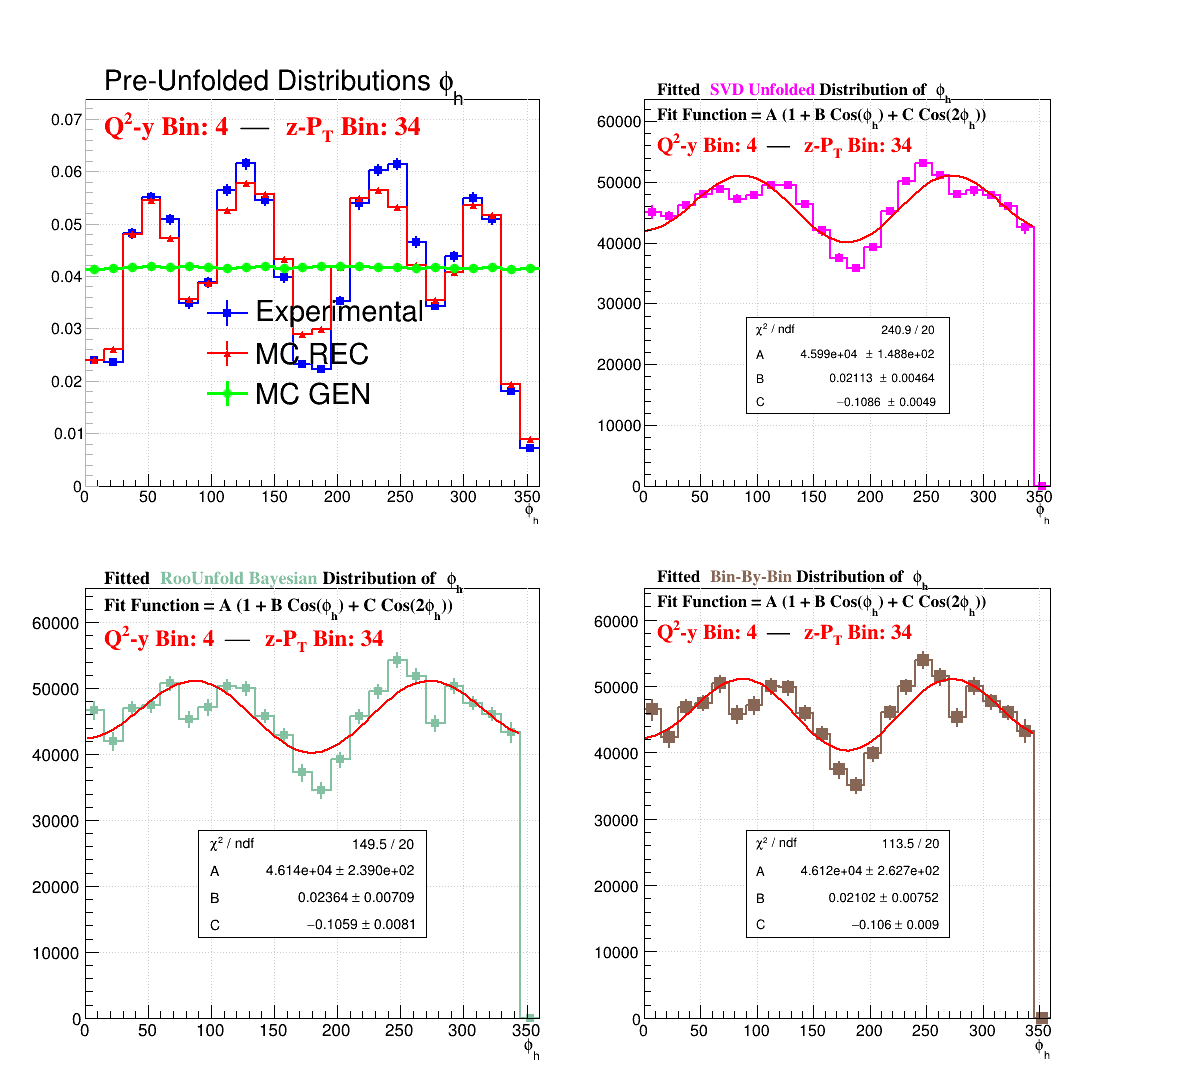 Pre-Unfolded Distributions ϕh
Q²-y Bin: 4 — z-PT Bin: 34
0.07
0.06
0.05
0.04
0.03
0.02
0.01
0
Experimental
MC REC
MC GEN
0 50 100 150 200 250 300 350
ϕh
Fitted SVD Unfolded Distribution of ϕh
Fit Function = A (1 + B Cos(ϕh) + C Cos(2ϕh))
Q²-y Bin: 4 — z-PT Bin: 34
60000
50000
40000
30000
20000
10000
0
χ² / ndf 240.9 / 20
A 4.599e+04 ± 1.488e+02
B 0.02113 ± 0.00464
C −0.1086 ± 0.0049
0 50 100 150 200 250 300 350
ϕh
Fitted RooUnfold Bayesian Distribution of ϕh
Fit Function = A (1 + B Cos(ϕh) + C Cos(2ϕh))
Q²-y Bin: 4 — z-PT Bin: 34
60000
50000
40000
30000
20000
10000
0
χ² / ndf 149.5 / 20
A 4.614e+04 ± 2.390e+02
B 0.02364 ± 0.00709
C −0.1059 ± 0.0081
0 50 100 150 200 250 300 350
ϕh
Fitted Bin-By-Bin Distribution of ϕh
Fit Function = A (1 + B Cos(ϕh) + C Cos(2ϕh))
Q²-y Bin: 4 — z-PT Bin: 34
60000
50000
40000
30000
20000
10000
0
χ² / ndf 113.5 / 20
A 4.612e+04 ± 2.627e+02
B 0.02102 ± 0.00752
C −0.106 ± 0.009
0 50 100 150 200 250 300 350
ϕh